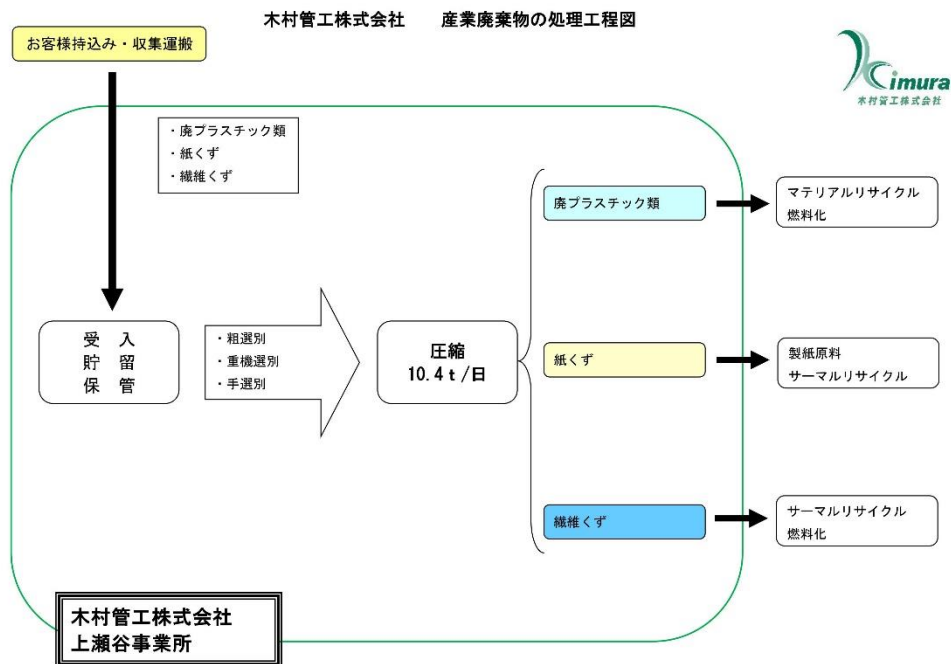 木村管工株式会社　　産業廃棄物の処理工程図
お客様持込み・収集運搬
Kimura
木村管工株式会社
・廃プラスチック類
・紙くず
・繊維くず
受　入
貯　留
保　管
・粗選別
・重機選別
・手選別
圧縮
10.4ｔ/日
廃プラスチック類
マテリアルリサイクル
燃料化
紙くず
製紙原料
サーマルリサイクル
繊維くず
サーマルリサイクル
燃料化
木村管工株式会社
上瀬谷事業所